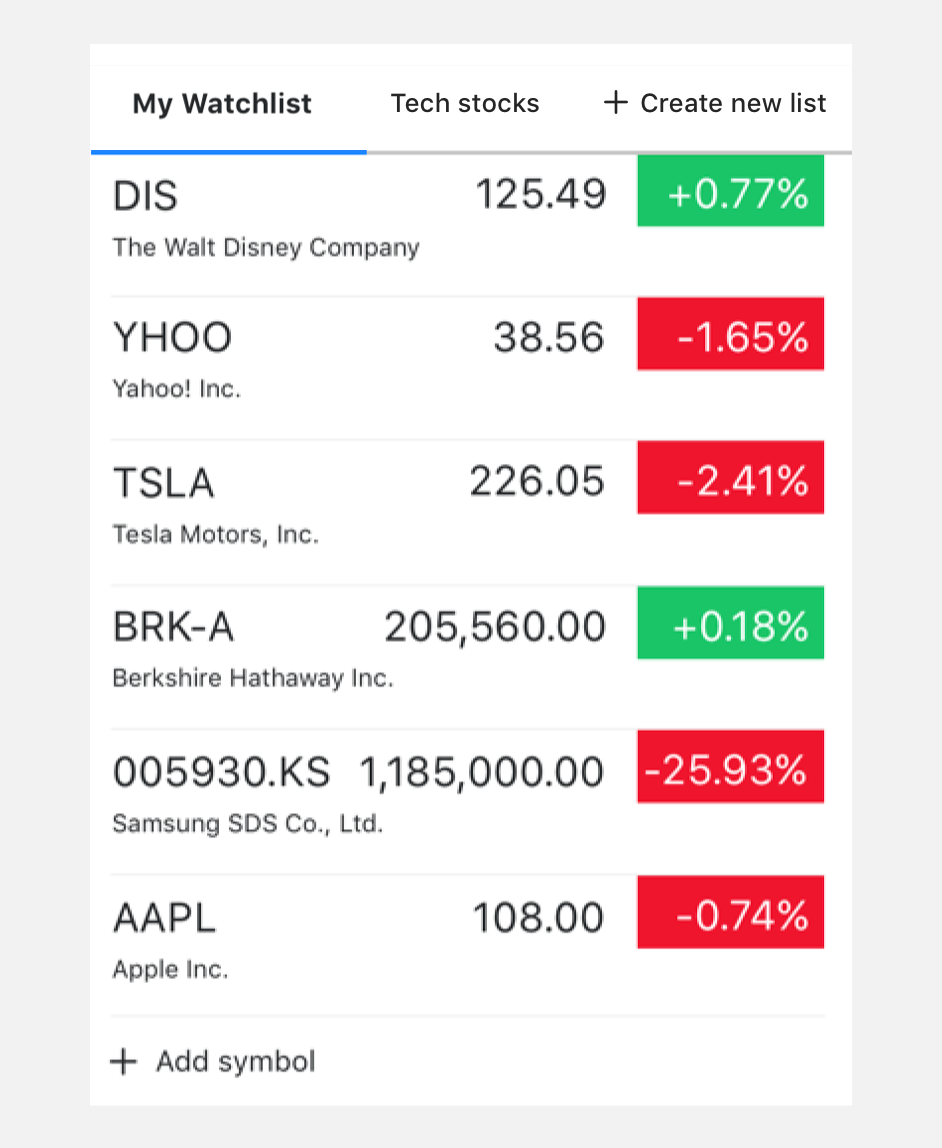 My Watchlist Tech stocks + Create new list
DIS 125.49 +0.77%
The Walt Disney Company
YHOO 38.56 -1.65%
Yahoo! Inc.
TSLA 226.05 -2.41%
Tesla Motors, Inc.
BRK-A 205,560.00 +0.18%
Berkshire Hathaway Inc.
005930.KS 1,185,000.00 -25.93%
Samsung SDS Co., Ltd.
AAPL 108.00 -0.74%
Apple Inc.
+ Add symbol